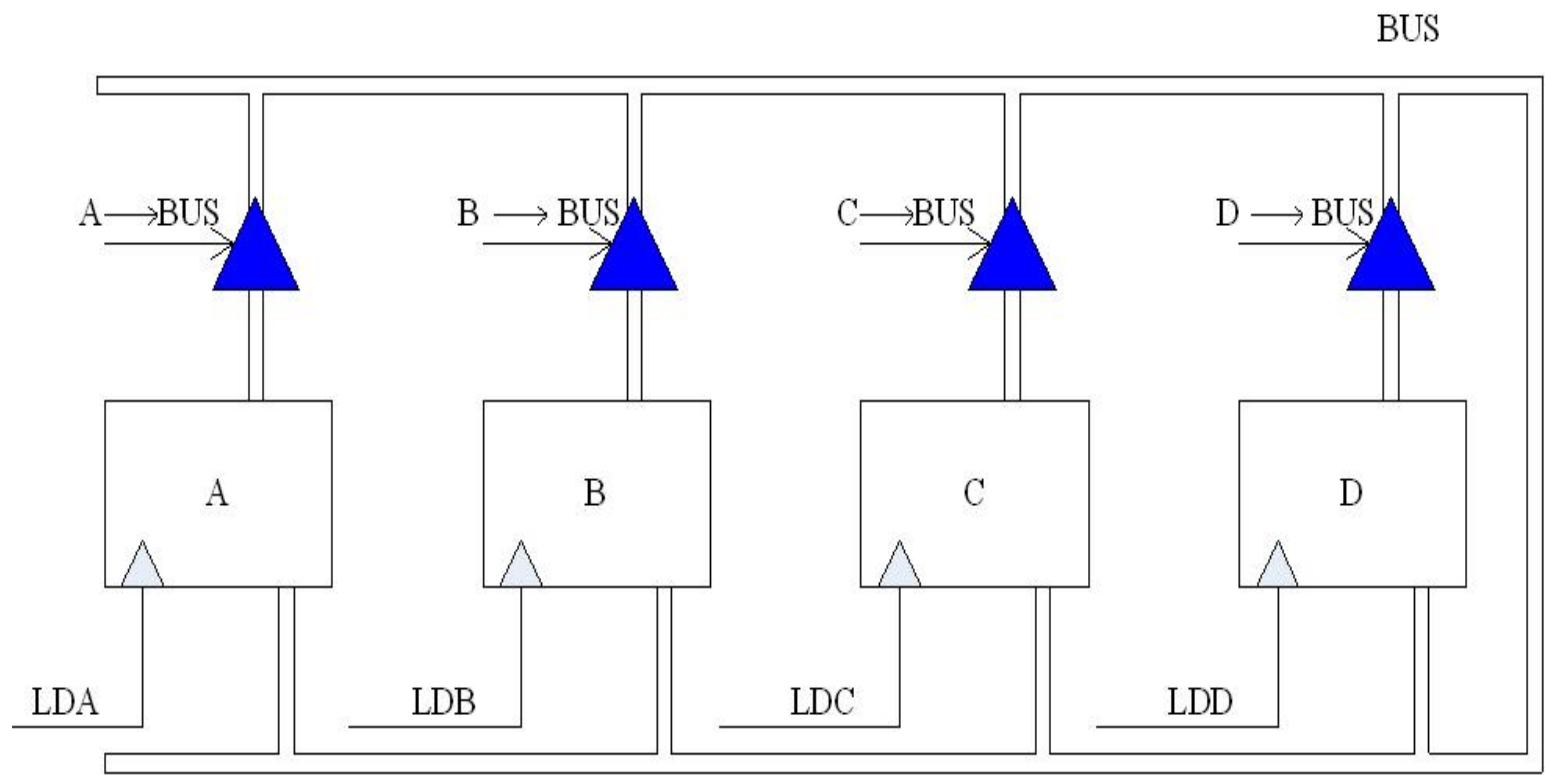 BUS
A→BUS
B → BUS
C→BUS
D → BUS
A
B
C
D
LDA
LDB
LDC
LDD